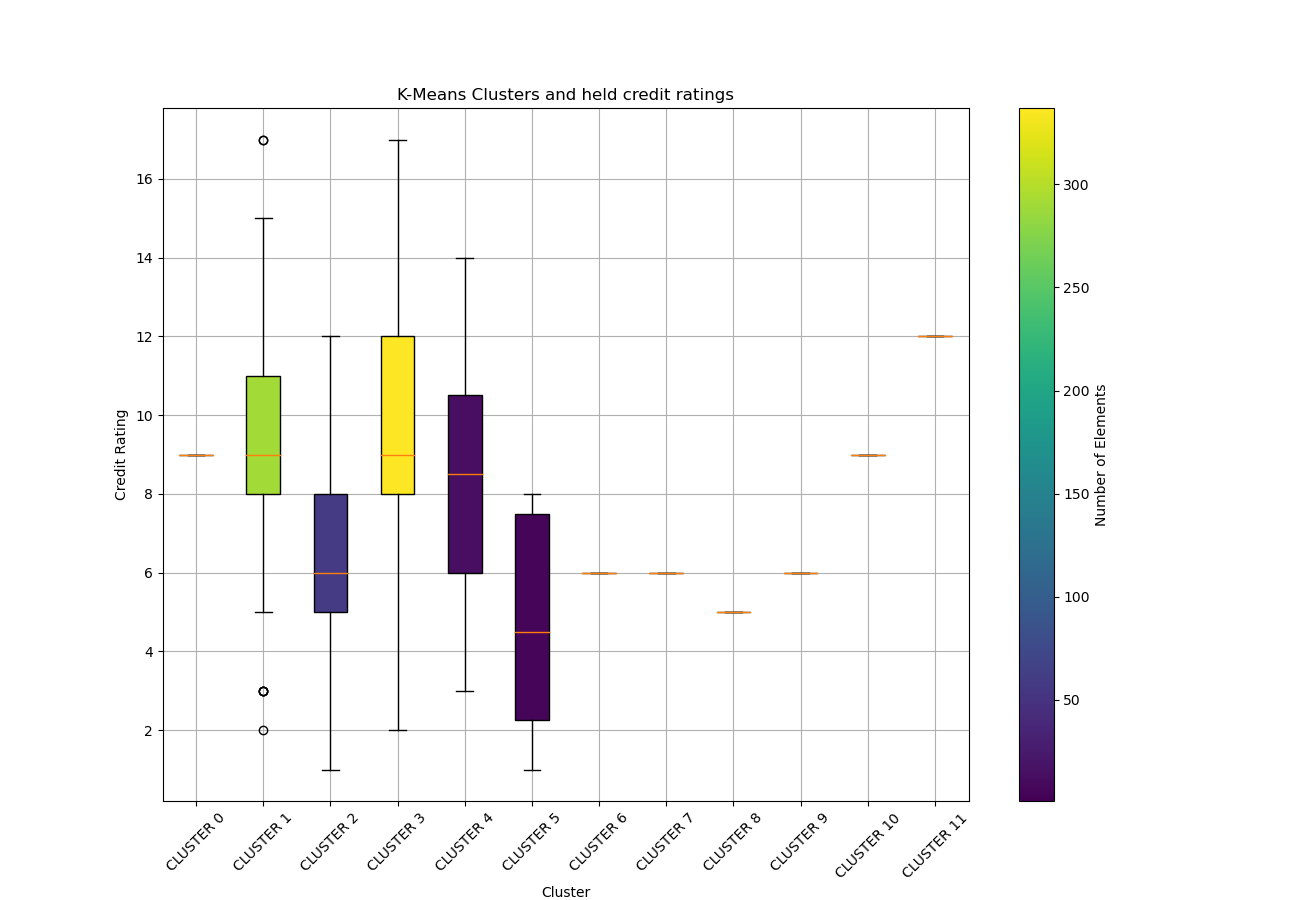 K-Means Clusters and held credit ratings
Credit Rating
16
14
12
10
8
6
4
2
CLUSTER 0
CLUSTER 1
CLUSTER 2
CLUSTER 3
CLUSTER 4
CLUSTER 5
CLUSTER 6
CLUSTER 7
CLUSTER 8
CLUSTER 9
CLUSTER 10
CLUSTER 11
Cluster
300
250
200
150
100
50
Number of Elements